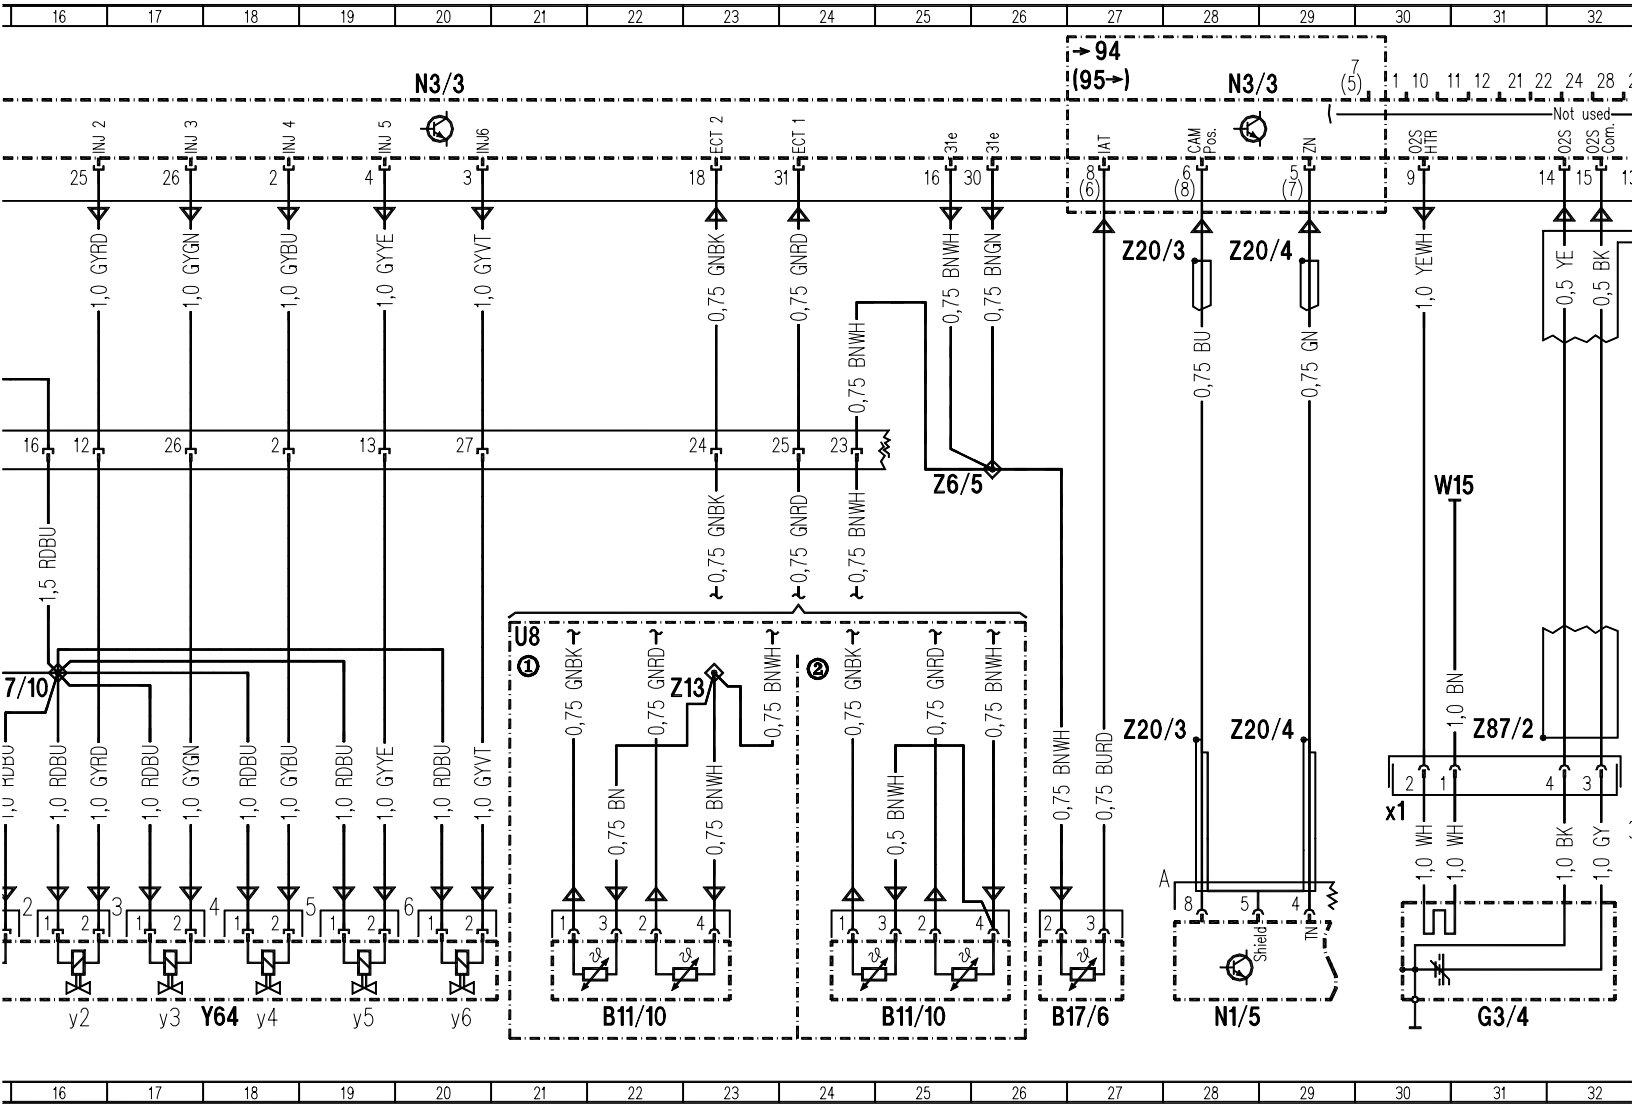 16 17 18 19 20 21 22 23 24 25 26 27 28 29 30 31 32
→ 94
(95→)
N3/3
N3/3
7
(5)
1 10 11 12 21 22 24 28
Not used
INJ 2
INJ 3
INJ 4
INJ 5
INJ6
ECT 2
ECT 1
31e
31e
IAT
CAM
Pos.
ZN
O2S
HTR
O2S
O2S
Com.
25 26 2 4 3 18 31 16 30 8 6 5 9 14 15 13
(6) (8) (7)
1,0 GYRD
1,0 GYGN
1,0 GYBU
1,0 GYYE
1,0 GYVT
0,75 GNBK
0,75 GNRD
0,75 BNWH
0,75 BNGN
Z20/3
Z20/4
1,0 YEWH
0,5 YE
0,5 BK
0,75 BNWH
0,75 BU
0,75 GN
16 12 26 2 13 27 24 25 23
Z6/5
W15
1,5 RDBU
0,75 GNBK
0,75 GNRD
0,75 BNWH
7/10
U8
①
②
Z13
0,75 GNBK
0,75 GNRD
0,75 BNWH
0,75 GNBK
0,75 GNRD
0,75 BNWH
1,0 BN
Z20/3
Z20/4
Z87/2
1,0 RDBU
1,0 RDBU
1,0 GYRD
1,0 RDBU
1,0 GYGN
1,0 RDBU
1,0 GYBU
1,0 RDBU
1,0 GYYE
1,0 RDBU
1,0 GYVT
0,75 BN
0,75 BNWH
0,5 BNWH
0,75 BNWH
0,75 BURD
2 1 4 3
x1
1,0 WH
1,0 WH
1,0 BK
1,0 GY
A
2 3 4 5 6
1 2 1 2 1 2 1 2 1 2
1 3 2 4
1 3 2 4
2 3
8 5 4
Shield
TN
y2 y3 Y64 y4 y5 y6
B11/10
B11/10
B17/6
N1/5
G3/4
16 17 18 19 20 21 22 23 24 25 26 27 28 29 30 31 32